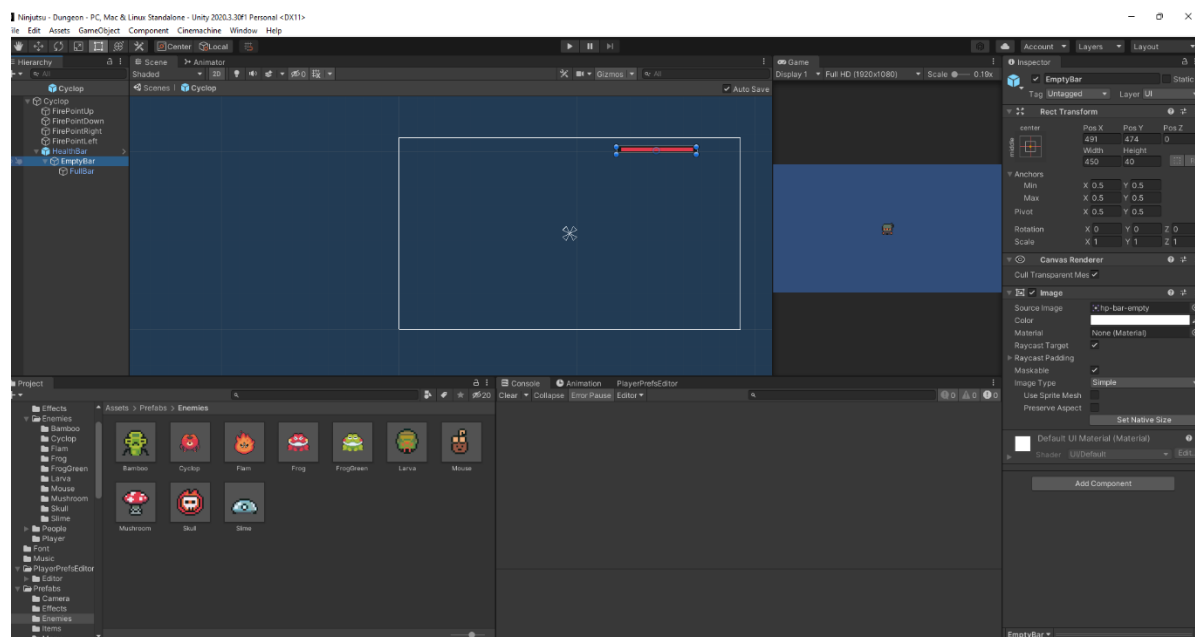 Ninjutsu - Dungeon - PC, Mac & Linux Standalone - Unity 2020.3.30f1 Personal <DX11>
ile Edit Assets GameObject Component Cinemachine Window Help
Center Local
Account Layers Layout
Hierarchy
All
Cyclop
Cyclop
FirePointUp
FirePointDown
FirePointRight
FirePointLeft
HealthBar
EmptyBar
FullBar
Scene Animator
Shaded 2D 0 Gizmos All
Scenes Cyclop Auto Save
Game
Display 1 Full HD (1920x1080) Scale 0.19x
Inspector
EmptyBar Static
Tag Untagged Layer UI
Rect Transform
center Pos X Pos Y Pos Z
middle 491 474 0
Width Height
450 40
Anchors
Min X 0.5 Y 0.5
Max X 0.5 Y 0.5
Pivot X 0.5 Y 0.5
Rotation X 0 Y 0 Z 0
Scale X 1 Y 1 Z 1
Canvas Renderer
Cull Transparent Mes
Image
Source Image hp-bar-empty
Color
Material None (Material)
Raycast Target
Raycast Padding
Maskable
Image Type Simple
Use Sprite Mesh
Preserve Aspect
Set Native Size
Default UI Material (Material)
Shader UI/Default Edit.
Add Component
EmptyBar
Project
20
Effects
Enemies
Bamboo
Cyclop
Flam
Frog
FrogGreen
Larva
Mouse
Mushroom
Skull
Slime
People
Player
Font
Music
PlayerPrefsEditor
Editor
Prefabs
Camera
Effects
Enemies
Items
Assets > Prefabs > Enemies
Bamboo Cyclop Flam Frog FrogGreen Larva Mouse
Mushroom Skull Slime
Console Animation PlayerPrefsEditor
Clear Collapse Error Pause Editor 0 0 0